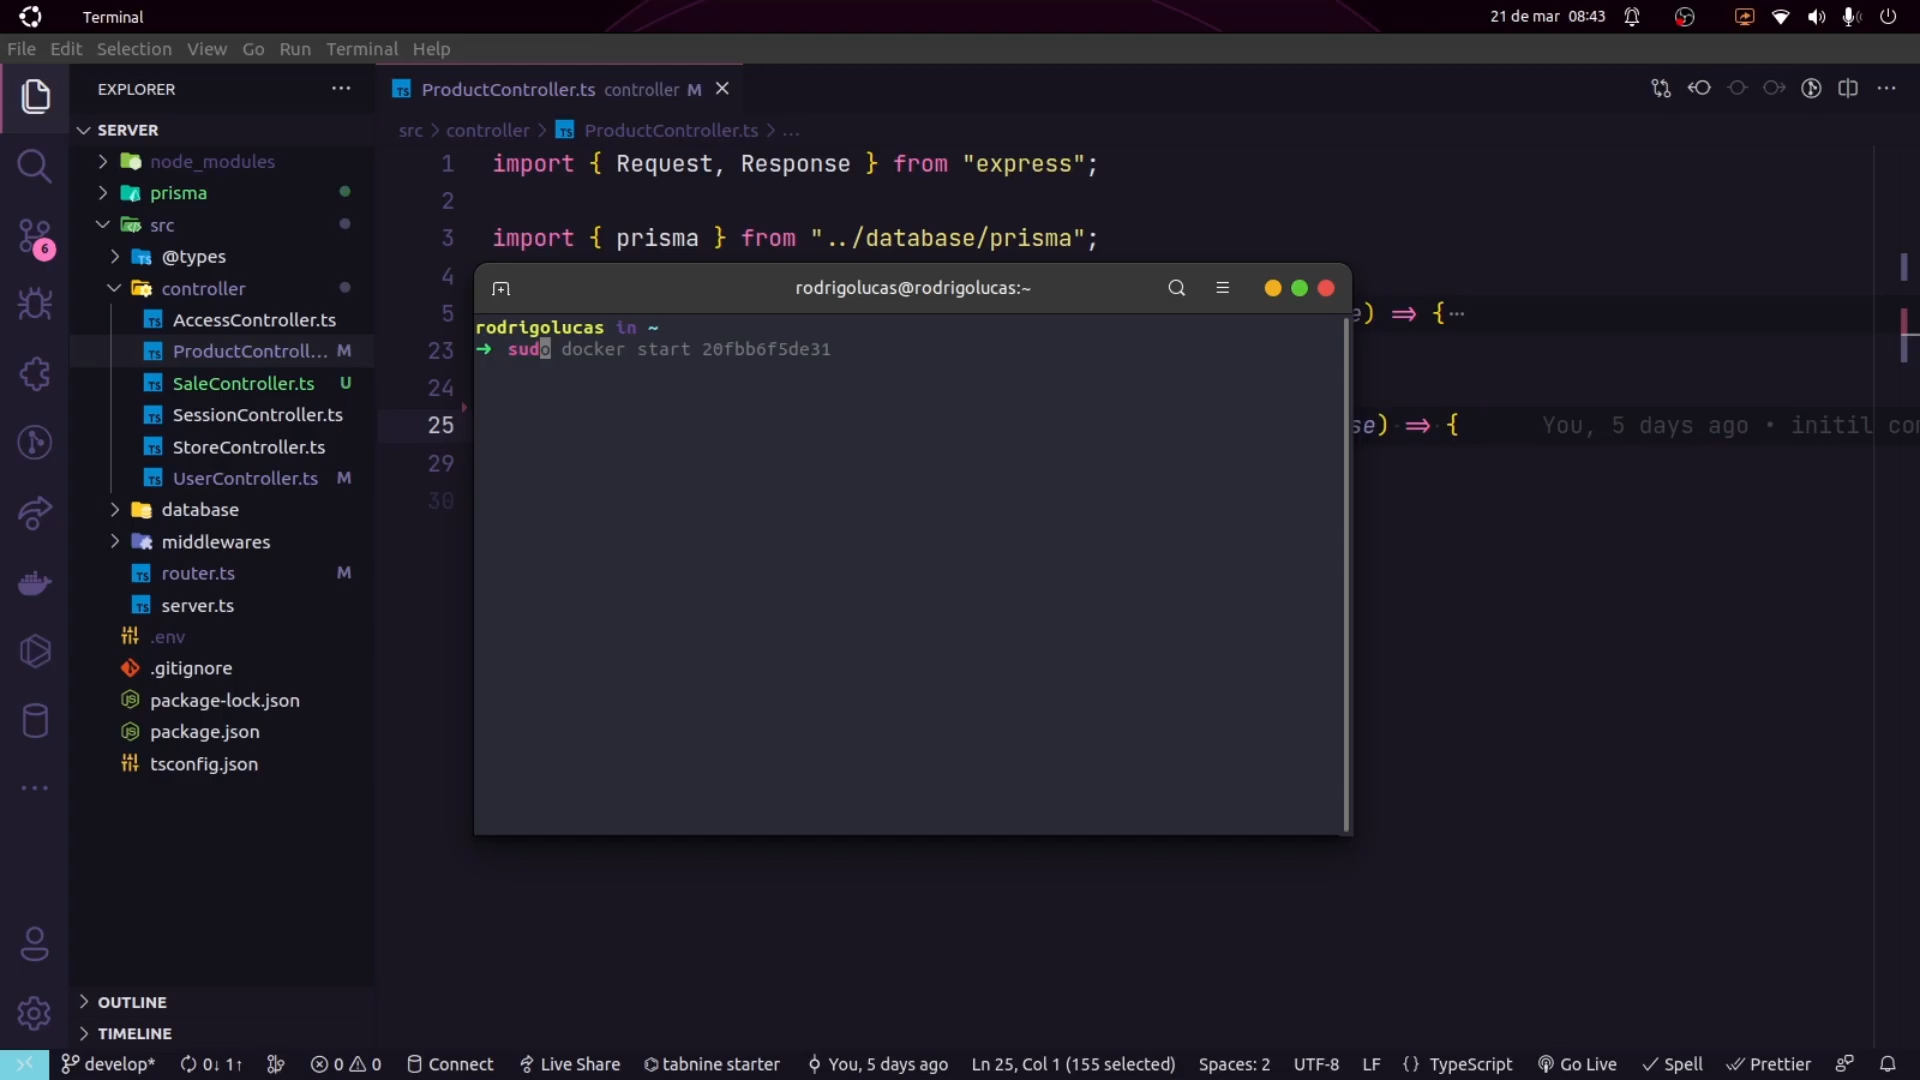 Terminal
21 de mar 08:43
File Edit Selection View Go Run Terminal Help
EXPLORER
SERVER
node_modules
prisma
src
@types
controller
AccessController.ts
ProductControll... M
SaleController.ts U
SessionController.ts
StoreController.ts
UserController.ts M
database
middlewares
router.ts M
server.ts
.env
.gitignore
package-lock.json
package.json
tsconfig.json
OUTLINE
TIMELINE
6
ProductController.ts controller M
src > controller > ProductController.ts > ...
1 import { Request, Response } from "express";
2
3 import { prisma } from "../database/prisma";
4
5 e) => {...
23
24
25 se) => { You, 5 days ago • initil co
29
30
rodrigolucas@rodrigolucas:~
rodrigolucas in ~
→ sudo docker start 20fbb6f5de31
develop* 0↓ 1↑ 0 0 Connect Live Share tabnine starter You, 5 days ago Ln 25, Col 1 (155 selected) Spaces: 2 UTF-8 LF {} TypeScript Go Live Spell Prettier